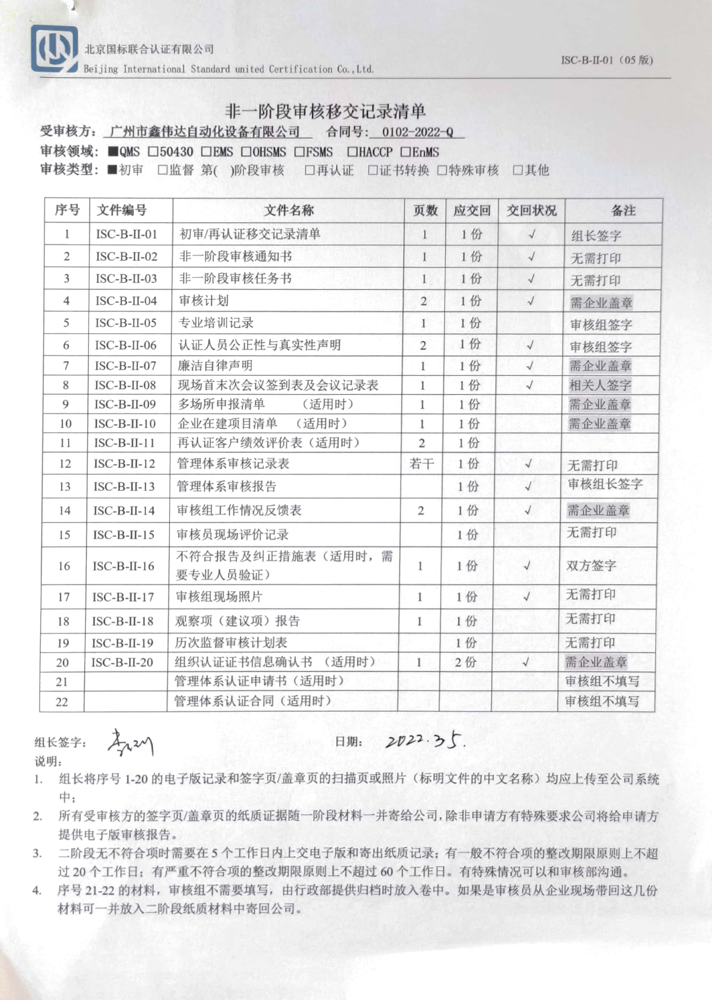 北京国标联合认证有限公司
Beijing International Standard united Certification Co.,Ltd.
ISC-B-II-01（05 版）
非一阶段审核移交记录清单
受审核方： 广州市鑫伟达自动化设备有限公司 合同号： 0102-2022-Q
审核领域：■QMS □50430 □EMS □OHSMS □FSMS □HACCP □EnMS
审核类型：■初审 □监督 第( )阶段审核 □再认证 □证书转换 □特殊审核 □其他
序号 文件编号 文件名称 页数 应交回 交回状况 备注
1 ISC-B-II-01 初审/再认证移交记录清单 1 1 份 √ 组长签字
2 ISC-B-II-02 非一阶段审核通知书 1 1 份 √ 无需打印
3 ISC-B-II-03 非一阶段审核任务书 1 1 份 √ 无需打印
4 ISC-B-II-04 审核计划 2 1 份 √ 需企业盖章
5 ISC-B-II-05 专业培训记录 1 1 份 审核组签字
6 ISC-B-II-06 认证人员公正性与真实性声明 2 1 份 √ 审核组签字
7 ISC-B-II-07 廉洁自律声明 1 1 份 √ 需企业盖章
8 ISC-B-II-08 现场首末次会议签到表及会议记录表 1 1 份 √ 相关人签字
9 ISC-B-II-09 多场所申报清单 （适用时） 1 1 份 需企业盖章
10 ISC-B-II-10 企业在建项目清单 （适用时） 1 1 份 需企业盖章
11 ISC-B-II-11 再认证客户绩效评价表（适用时） 2 1 份
12 ISC-B-II-12 管理体系审核记录表 若干 1 份 √ 无需打印
13 ISC-B-II-13 管理体系审核报告 1 份 √ 审核组长签字
14 ISC-B-II-14 审核组工作情况反馈表 2 1 份 √ 需企业盖章
15 ISC-B-II-15 审核员现场评价记录 1 份 无需打印
16 ISC-B-II-16 不符合报告及纠正措施表（适用时，需
要专业人员验证） 1 1 份 √ 双方签字
17 ISC-B-II-17 审核组现场照片 1 1 份 √ 无需打印
18 ISC-B-II-18 观察项（建议项）报告 1 1 份 无需打印
19 ISC-B-II-19 历次监督审核计划表 1 份 无需打印
20 ISC-B-II-20 组织认证证书信息确认书 （适用时） 1 2 份 √ 需企业盖章
21 管理体系认证申请书（适用时） 审核组不填写
22 管理体系认证合同（适用时） 审核组不填写
组长签字： 日期： 2022.3 5.
说明：
1. 组长将序号 1-20 的电子版记录和签字页/盖章页的扫描页或照片（标明文件的中文名称）均应上传至公司系统
中；
2. 所有受审核方的签字页/盖章页的纸质证据随一阶段材料一并寄给公司，除非申请方有特殊要求公司将给申请方
提供电子版审核报告。
3. 二阶段无不符合项时需要在 5 个工作日内上交电子版和寄出纸质记录；有一般不符合项的整改期限原则上不超
过 20 个工作日；有严重不符合项的整改期限原则上不超过 60 个工作日。有特殊情况可以和审核部沟通。
4. 序号 21-22 的材料，审核组不需要填写，由行政部提供归档时放入卷中。如果是审核员从企业现场带回这几份
材料可一并放入二阶段纸质材料中寄回公司。